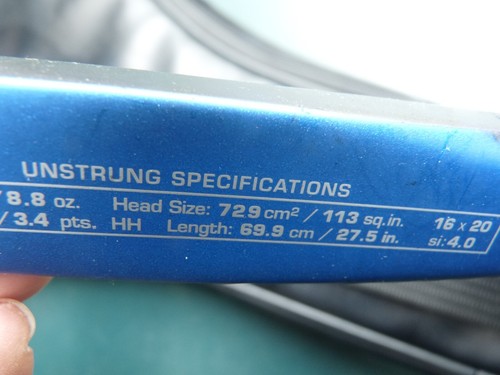 UNSTRUNG SPECIFICATIONS
/8.8 oz. Head Size: 729 cm² / 113 sq.in. 16 x 20
/3.4 pts. HH Length: 69.9 cm / 27.5 in. si: 4.0